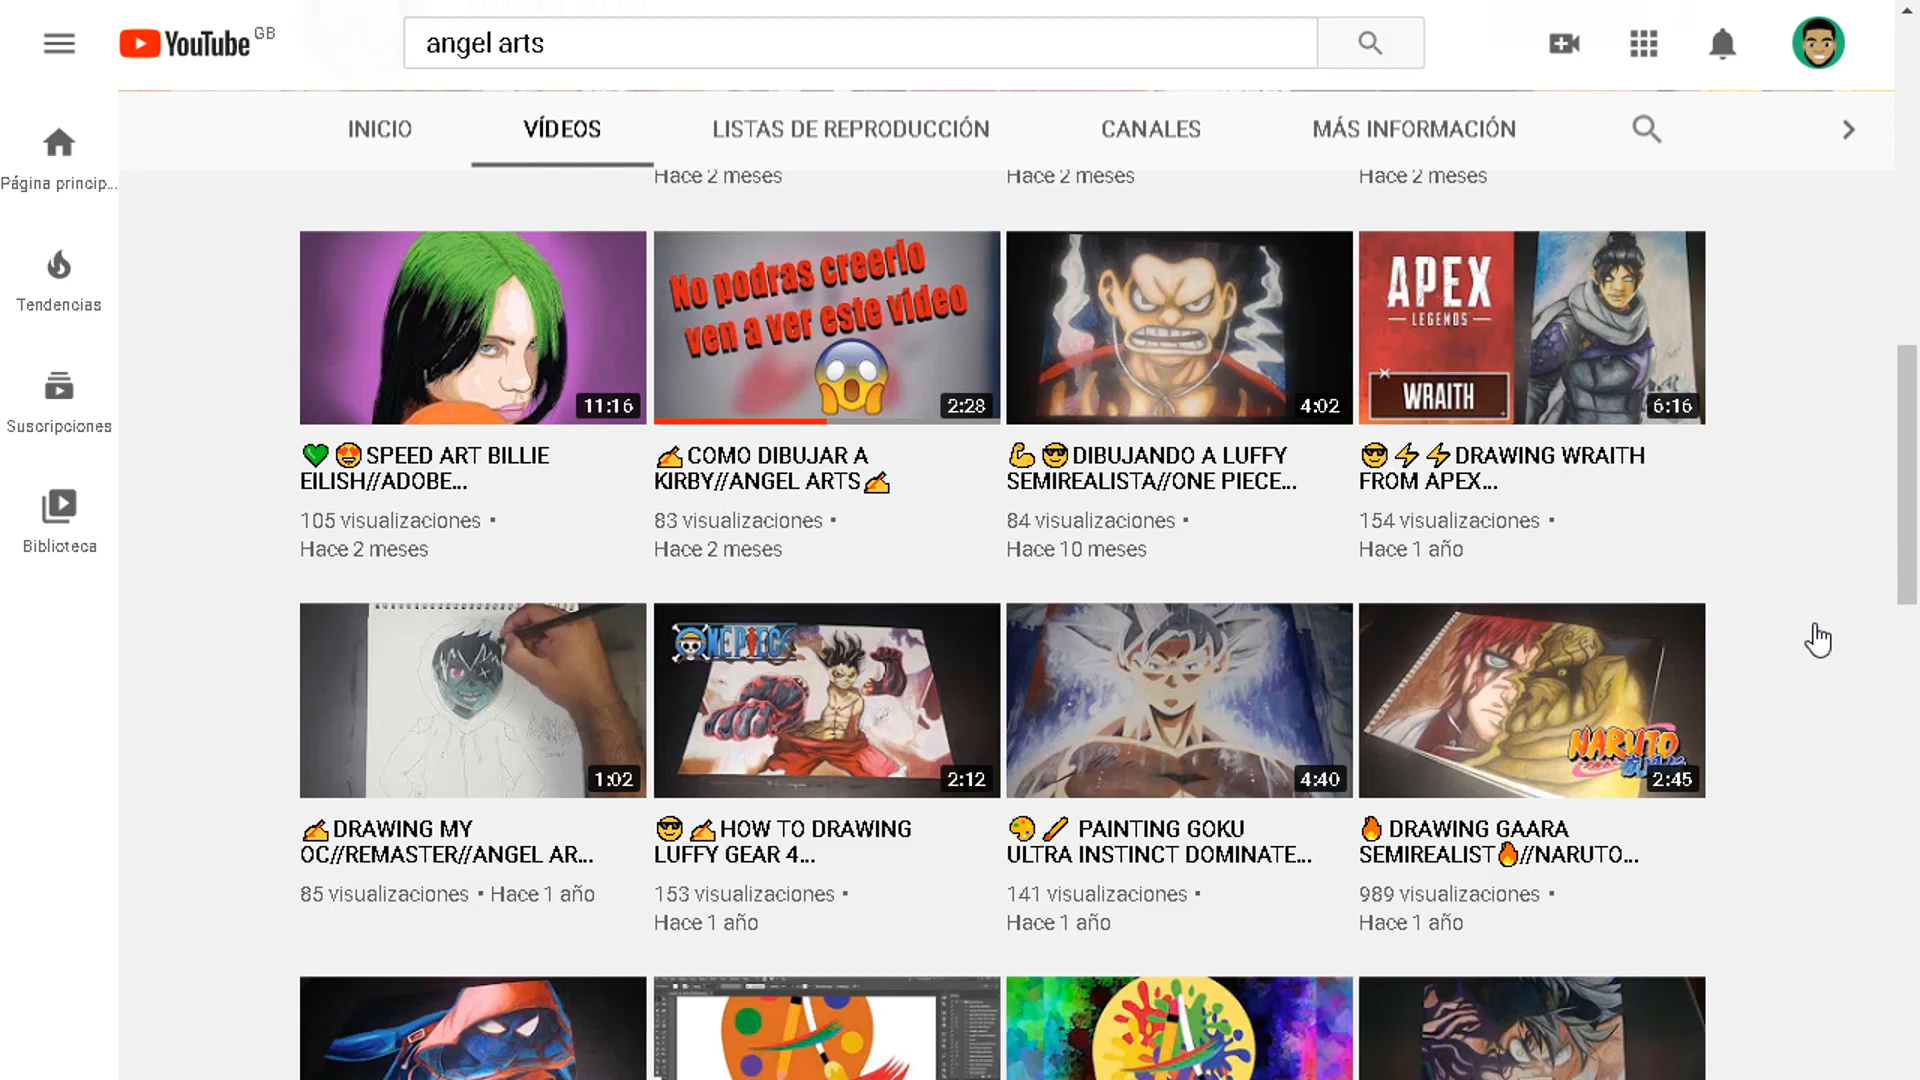 YouTube GB
angel arts
INICIO
VÍDEOS
LISTAS DE REPRODUCCIÓN
CANALES
MÁS INFORMACIÓN
Página princip...
Tendencias
Suscripciones
Biblioteca
Hace 2 meses
Hace 2 meses
Hace 2 meses
11:16
No podras creerlo
ven a ver este video
2:28
4:02
APEX
LEGENDS
WRAITH
6:16
💚 😍SPEED ART BILLIE
EILISH//ADOBE...
105 visualizaciones •
Hace 2 meses
✍COMO DIBUJAR A
KIRBY//ANGEL ARTS✍
83 visualizaciones •
Hace 2 meses
💪 😎DIBUJANDO A LUFFY
SEMIREALISTA//ONE PIECE...
84 visualizaciones •
Hace 10 meses
😎 ⚡ ⚡DRAWING WRAITH
FROM APEX...
154 visualizaciones •
Hace 1 año
1:02
ONE PIECE
2:12
4:40
NARUTO
2:45
✍DRAWING MY
OC//REMASTER//ANGEL AR...
85 visualizaciones • Hace 1 año
😎 ✍HOW TO DRAWING
LUFFY GEAR 4...
153 visualizaciones •
Hace 1 año
🎨 🖌 PAINTING GOKU
ULTRA INSTINCT DOMINATE...
141 visualizaciones •
Hace 1 año
🔥 DRAWING GAARA
SEMIREALIST🔥//NARUTO...
989 visualizaciones •
Hace 1 año